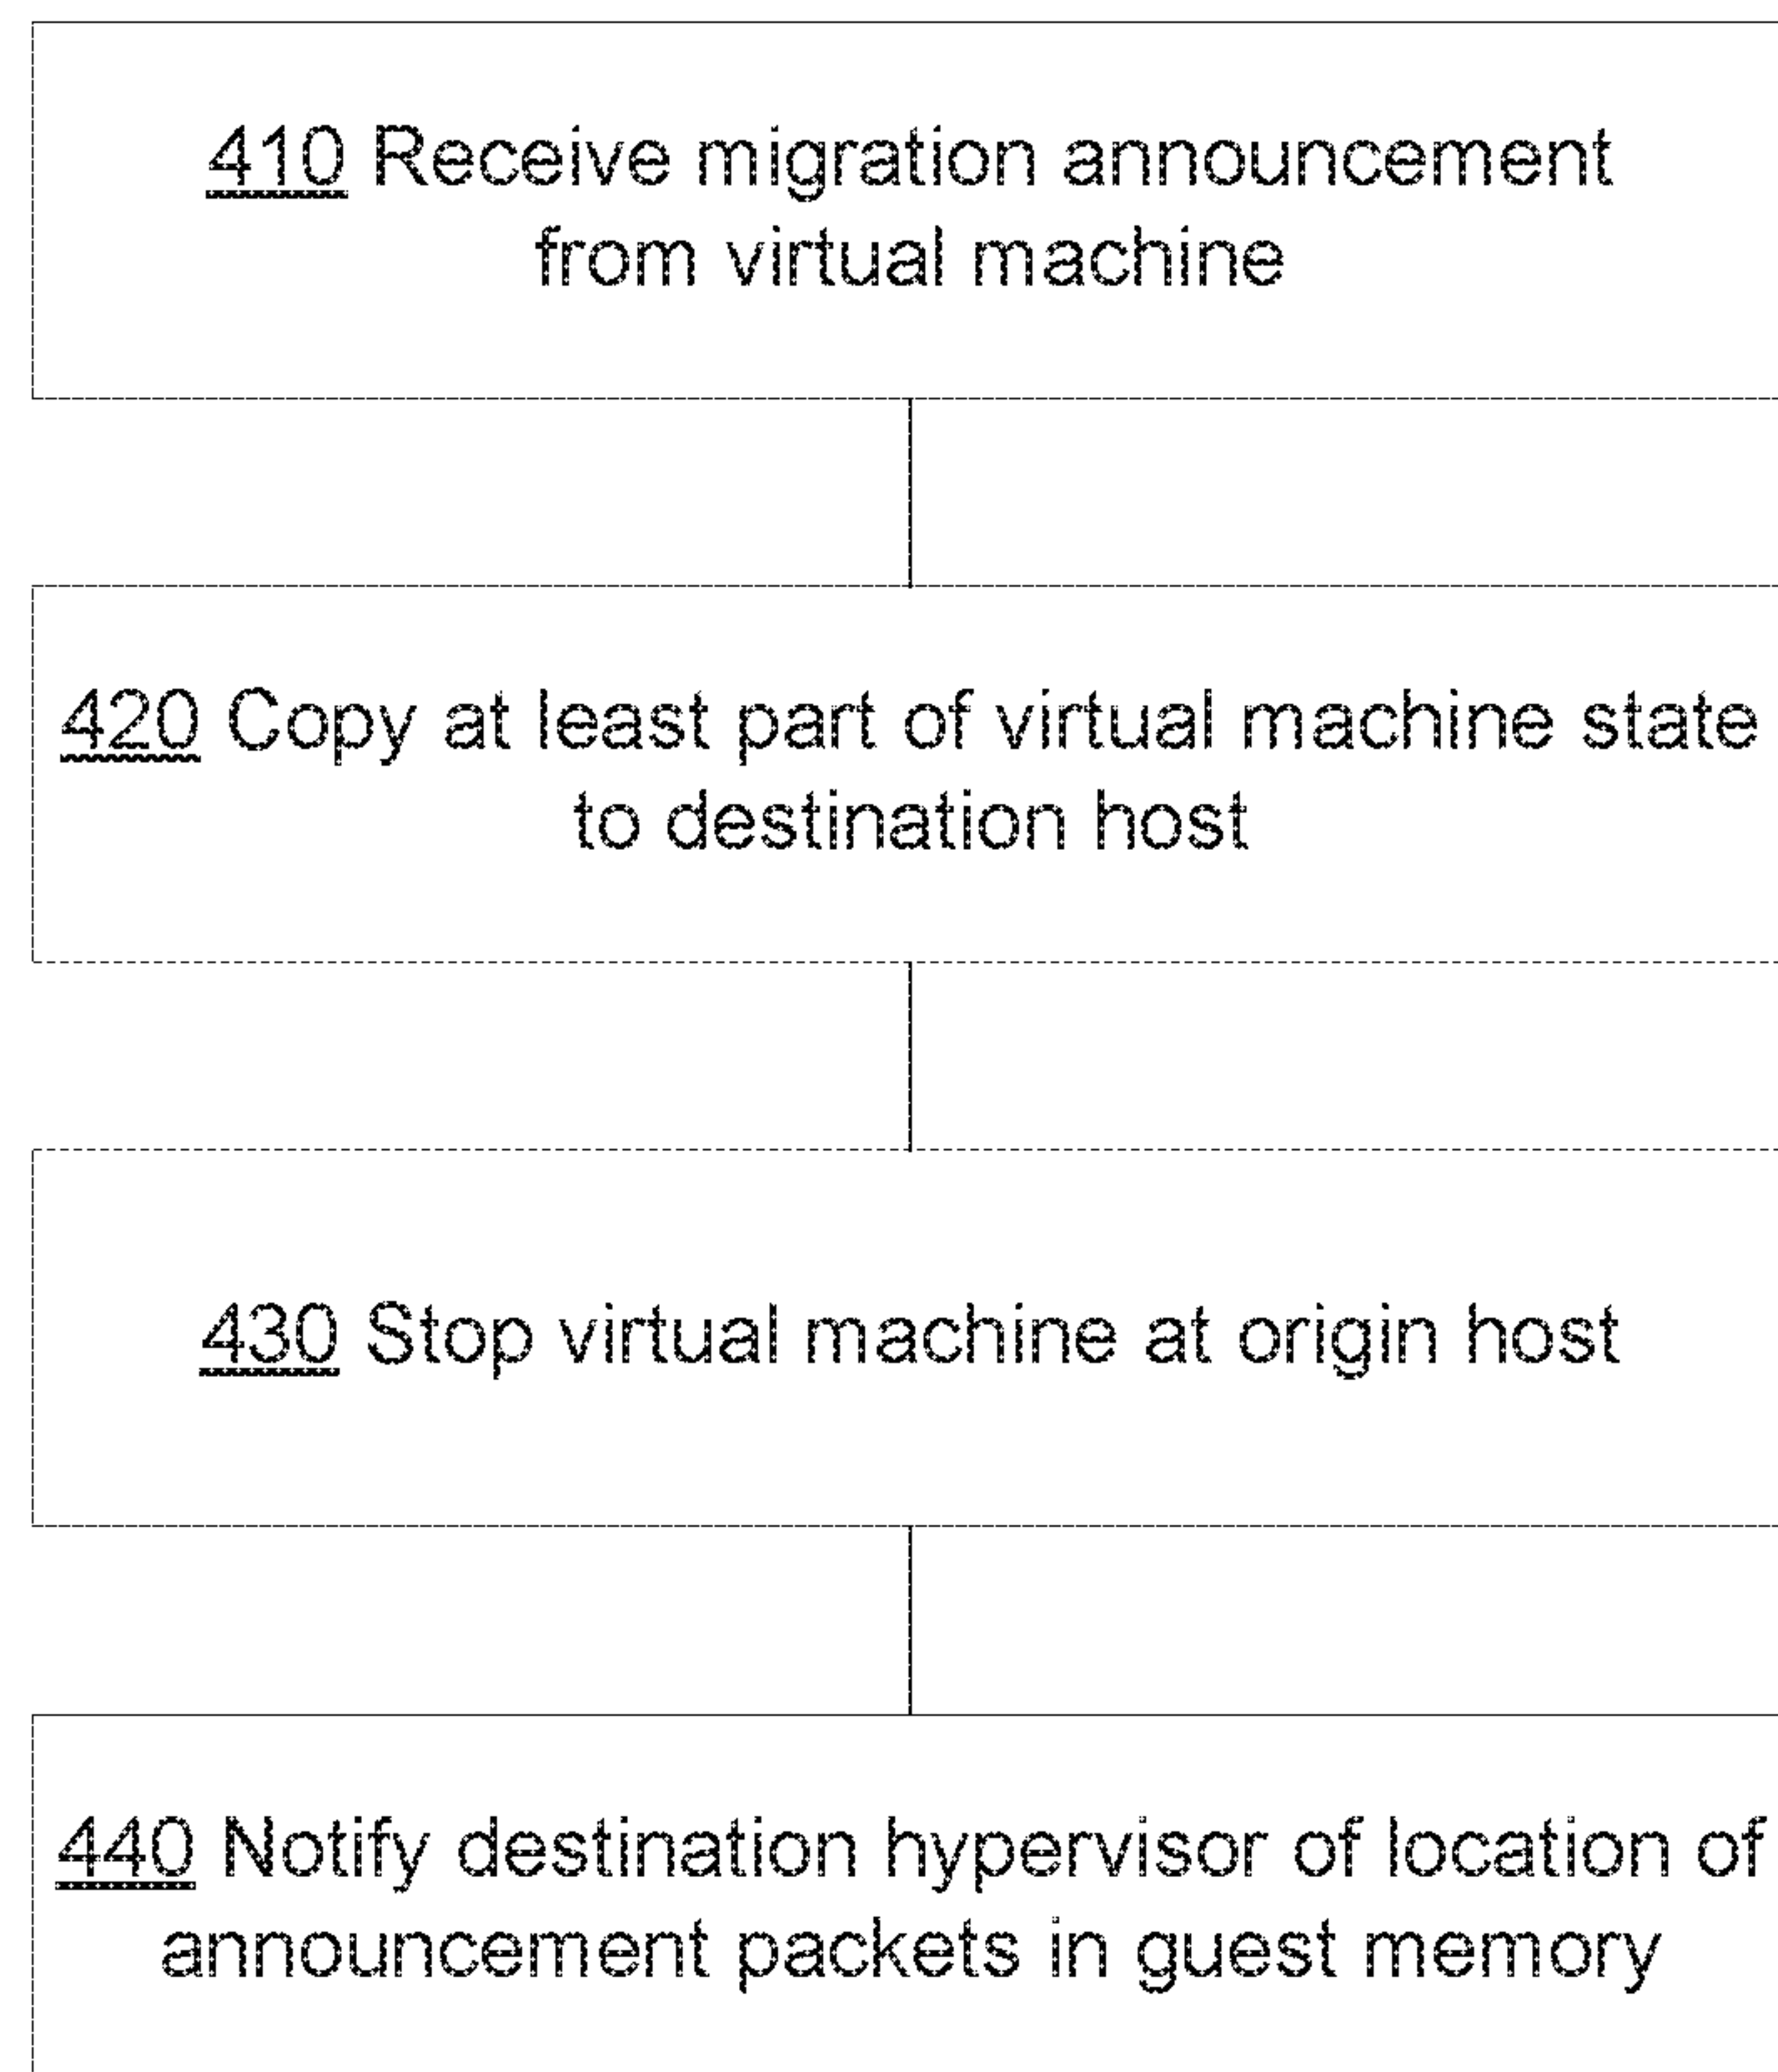 410 Receive migration announcement
from virtual machine
420 Copy at least part of virtual machine state
to destination host
430 Stop virtual machine at origin host
440 Notify destination hypervisor of location of
announcement packets in guest memory